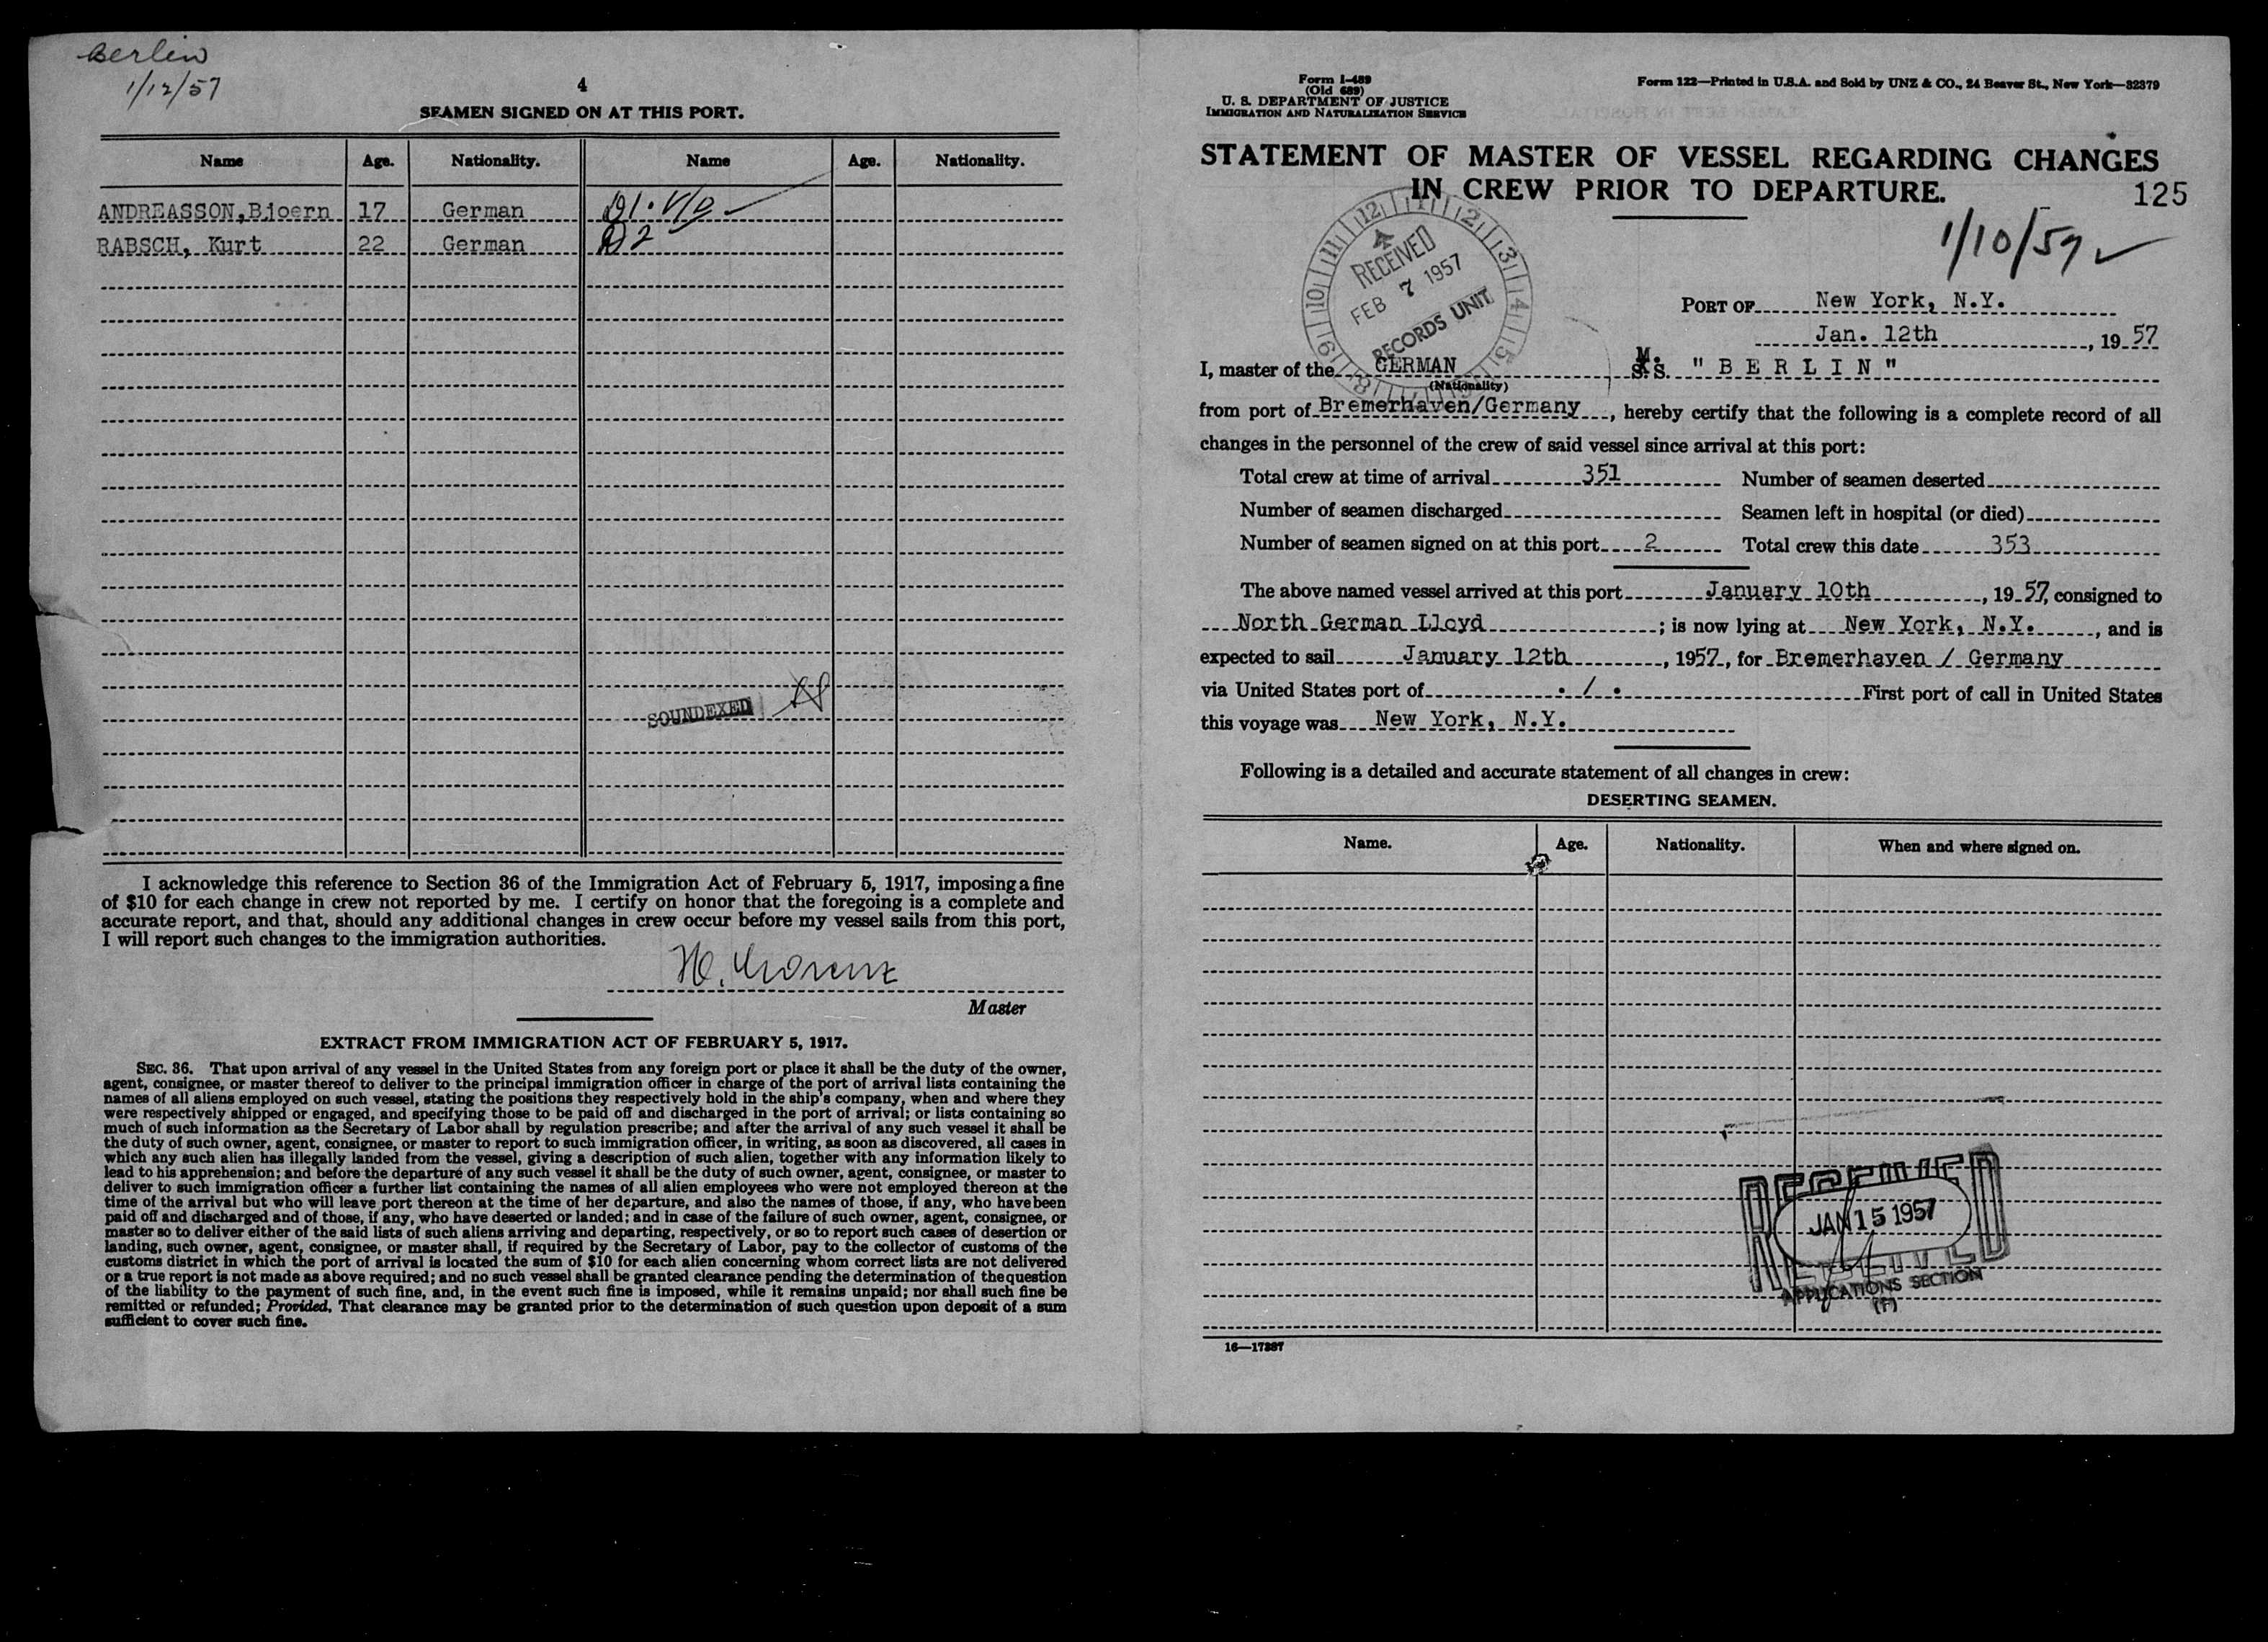 Berlin
1/12/57
4
SEAMEN SIGNED ON AT THIS PORT.
Name Age. Nationality. Name Age. Nationality.
ANDREASSON,Bjoern 17 German D1.
RABSCH, Kurt 22 German D2
SOUNDEXED
I acknowledge this reference to Section 36 of the Immigration Act of February 5, 1917, imposing a fine
of $10 for each change in crew not reported by me. I certify on honor that the foregoing is a complete and
accurate report, and that, should any additional changes in crew occur before my vessel sails from this port,
I will report such changes to the immigration authorities.
H. Lorenz
Master
EXTRACT FROM IMMIGRATION ACT OF FEBRUARY 5, 1917.
SEC. 36. That upon arrival of any vessel in the United States from any foreign port or place it shall be the duty of the owner,
agent, consignee, or master thereof to deliver to the principal immigration officer in charge of the port of arrival lists containing the
names of all aliens employed on such vessel, stating the positions they respectively hold in the ship's company, when and where they
were respectively shipped or engaged, and specifying those to be paid off and discharged in the port of arrival; or lists containing so
much of such information as the Secretary of Labor shall by regulation prescribe; and after the arrival of any such vessel it shall be
the duty of such owner, agent, consignee, or master to report to such immigration officer, in writing, as soon as discovered, all cases in
which any such alien has illegally landed from the vessel, giving a description of such alien, together with any information likely to
lead to his apprehension; and before the departure of any such vessel it shall be the duty of such owner, agent, consignee, or master to
deliver to such immigration officer a further list containing the names of all alien employees who were not employed thereon at the
time of the arrival but who will leave port thereon at the time of her departure, and also the names of those, if any, who have been
paid off and discharged and of those, if any, who have deserted or landed; and in case of the failure of such owner, agent, consignee, or
master so to deliver either of the said lists of such aliens arriving and departing, respectively, or so to report such cases of desertion or
landing, such owner, agent, consignee, or master shall, if required by the Secretary of Labor, pay to the collector of customs of the
customs district in which the port of arrival is located the sum of $10 for each alien concerning whom correct lists are not delivered
or a true report is not made as above required; and no such vessel shall be granted clearance pending the determination of the question
of the liability to the payment of such fine, and, in the event such fine is imposed, while it remains unpaid; nor shall such fine be
remitted or refunded; Provided, That clearance may be granted prior to the determination of such question upon deposit of a sum
sufficient to cover such fine.
Form I-489
(Old 689)
U. S. DEPARTMENT OF JUSTICE
IMMIGRATION AND NATURALIZATION SERVICE
Form 122—Printed in U.S.A. and Sold by UNZ & CO., 24 Beaver St., New York—32379
STATEMENT OF MASTER OF VESSEL REGARDING CHANGES
IN CREW PRIOR TO DEPARTURE.
125
1/10/57
RECEIVED
FEB 7 1957
RECORDS UNIT
12 1 2 3 4 5 6 7 8 9 10 11
PORT OF New York, N.Y.
Jan. 12th, 19 57
I, master of the GERMAN M.S. "BERLIN"
(Nationality)
from port of Bremerhaven/Germany, hereby certify that the following is a complete record of all
changes in the personnel of the crew of said vessel since arrival at this port:
Total crew at time of arrival 351 Number of seamen deserted
Number of seamen discharged Seamen left in hospital (or died)
Number of seamen signed on at this port 2 Total crew this date 353
The above named vessel arrived at this port January 10th, 19 57, consigned to
North German Lloyd; is now lying at New York, N.Y., and is
expected to sail January 12th, 1957, for Bremerhaven / Germany
via United States port of . / . First port of call in United States
this voyage was New York, N.Y.
Following is a detailed and accurate statement of all changes in crew:
DESERTING SEAMEN.
Name. Age. Nationality. When and where signed on.
RECEIVED
JAN 15 1957
RECEIVED
APPLICATIONS SECTION
16—17387